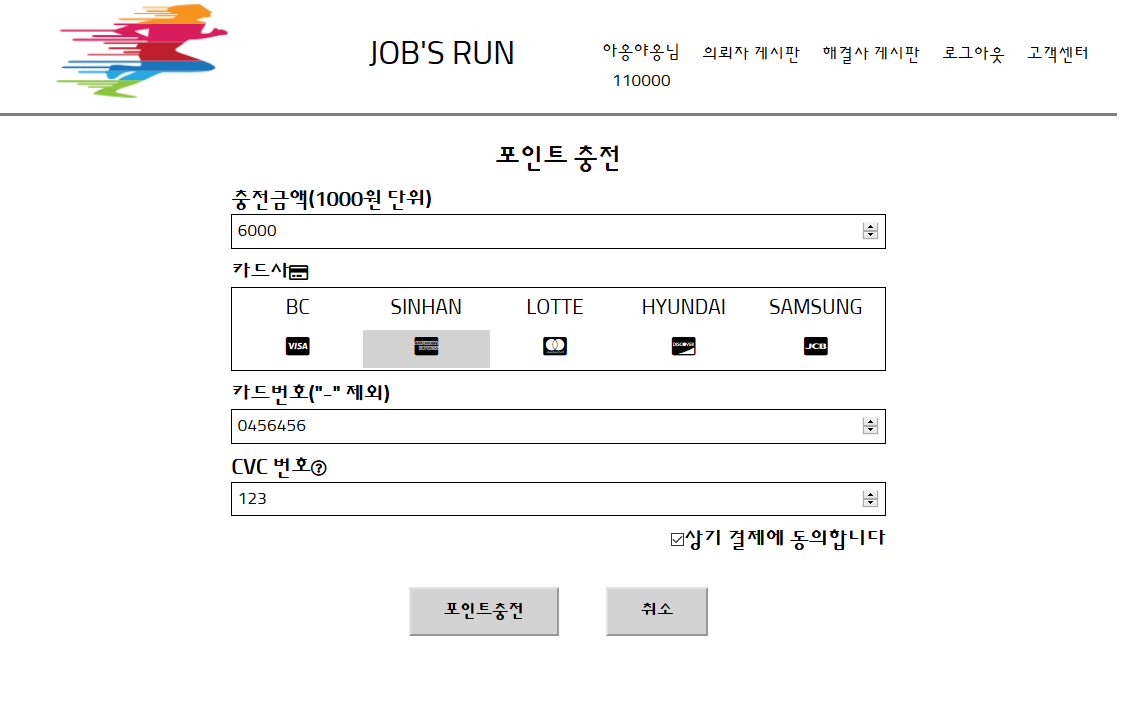 JOB'S RUN
아옹야옹님 의뢰자 게시판 해결사 게시판 로그아웃 고객센터
110000
포인트 충전
충전금액(1000원 단위)
6000
카드사
BC SINHAN LOTTE HYUNDAI SAMSUNG
VISA DISCOVER JCB
카드번호("-" 제외)
0456456
CVC 번호?
123
상기 결제에 동의합니다
포인트충전 취소